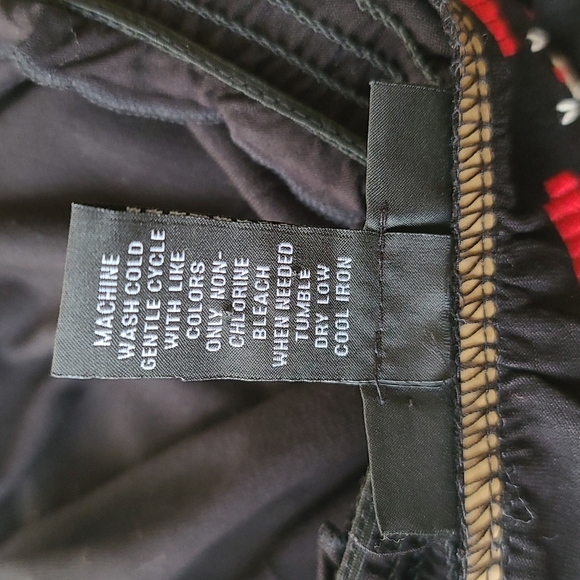 MACHINE
WASH COLD
GENTLE CYCLE
WITH LIKE
COLORS
ONLY NON-
CHLORINE
BLEACH
WHEN NEEDED
TUMBLE
DRY LOW
COOL IRON